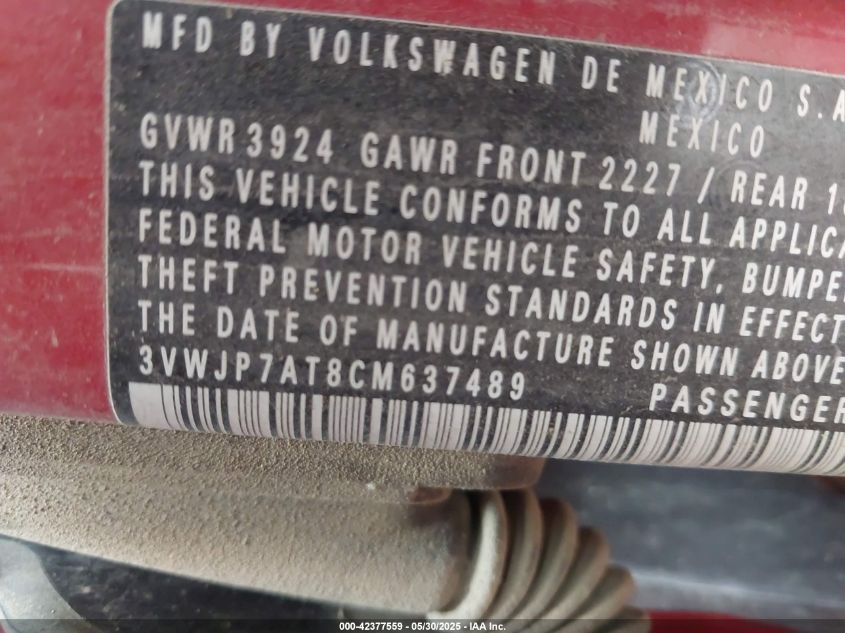 MFD BY VOLKSWAGEN DE MEXICO S.A
MEXICO
GVWR 3924 GAWR FRONT 2227 / REAR
THIS VEHICLE CONFORMS TO ALL APPLICA
FEDERAL MOTOR VEHICLE SAFETY, BUMPE
THEFT PREVENTION STANDARDS IN EFFECT
THE DATE OF MANUFACTURE SHOWN ABOVE
3VWJP7AT8CM637489 PASSENGER
000-42377559 — 05/30/2025 — IAA Inc.